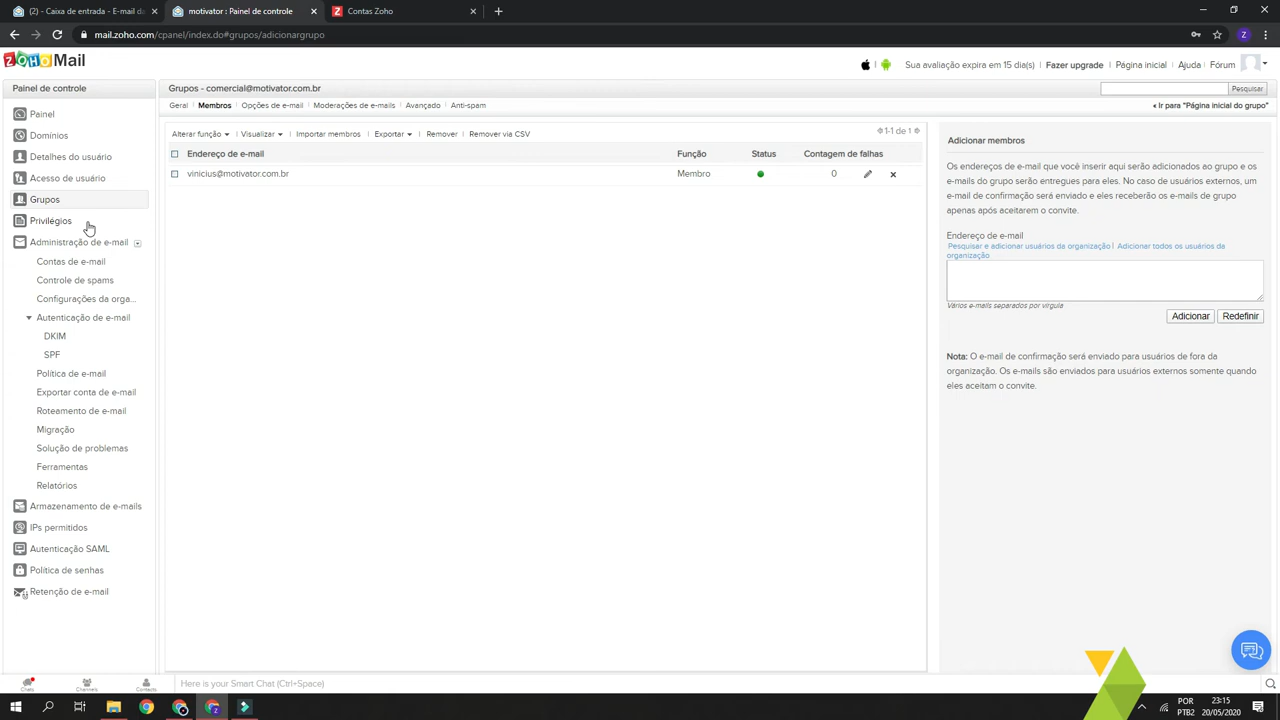 (2) - Caixa de entrada - Email da
motivator : Painel de controle
Contas Zoho
mail.zoho.com/cpanel/index.do#grupos/adicionargrupo
ZOHO Mail
Sua avaliação expira em 15 dia(s)
Fazer upgrade
Página inicial
Ajuda
Fórum
Painel de controle
Grupos - comercial@motivator.com.br
Pesquisar
Geral
Membros
Opções de e-mail
Moderações de e-mails
Avançado
Anti-spam
« Ir para "Página inicial do grupo"
Painel
Domínios
Detalhes do usuário
Acesso de usuário
Grupos
Privilégios
Administração de e-mail
Contas de e-mail
Controle de spams
Configurações da orga...
Autenticação de e-mail
DKIM
SPF
Política de e-mail
Exportar conta de e-mail
Roteamento de e-mail
Migração
Solução de problemas
Ferramentas
Relatórios
Armazenamento de e-mails
IPs permitidos
Autenticação SAML
Política de senhas
Retenção de e-mail
Alterar função
Visualizar
Importar membros
Exportar
Remover
Remover via CSV
1-1 de 1
Endereço de e-mail
Função
Status
Contagem de falhas
vinicius@motivator.com.br
Membro
0
Adicionar membros
Os endereços de e-mail que você inserir aqui serão adicionados ao grupo e os
e-mails do grupo serão entregues para eles. No caso de usuários externos, um
e-mail de confirmação será enviado e eles receberão os e-mails de grupo
apenas após aceitarem o convite.
Endereço de e-mail
Pesquisar e adicionar usuários da organização | Adicionar todos os usuários da
organização
Vários e-mails separados por vírgula
Adicionar
Redefinir
Nota: O e-mail de confirmação será enviado para usuários de fora da
organização. Os e-mails são enviados para usuários externos somente quando
eles aceitam o convite.
Chats
Channels
Contacts
Here is your Smart Chat (Ctrl+Space)
POR
PTB2
23:15
20/05/2020